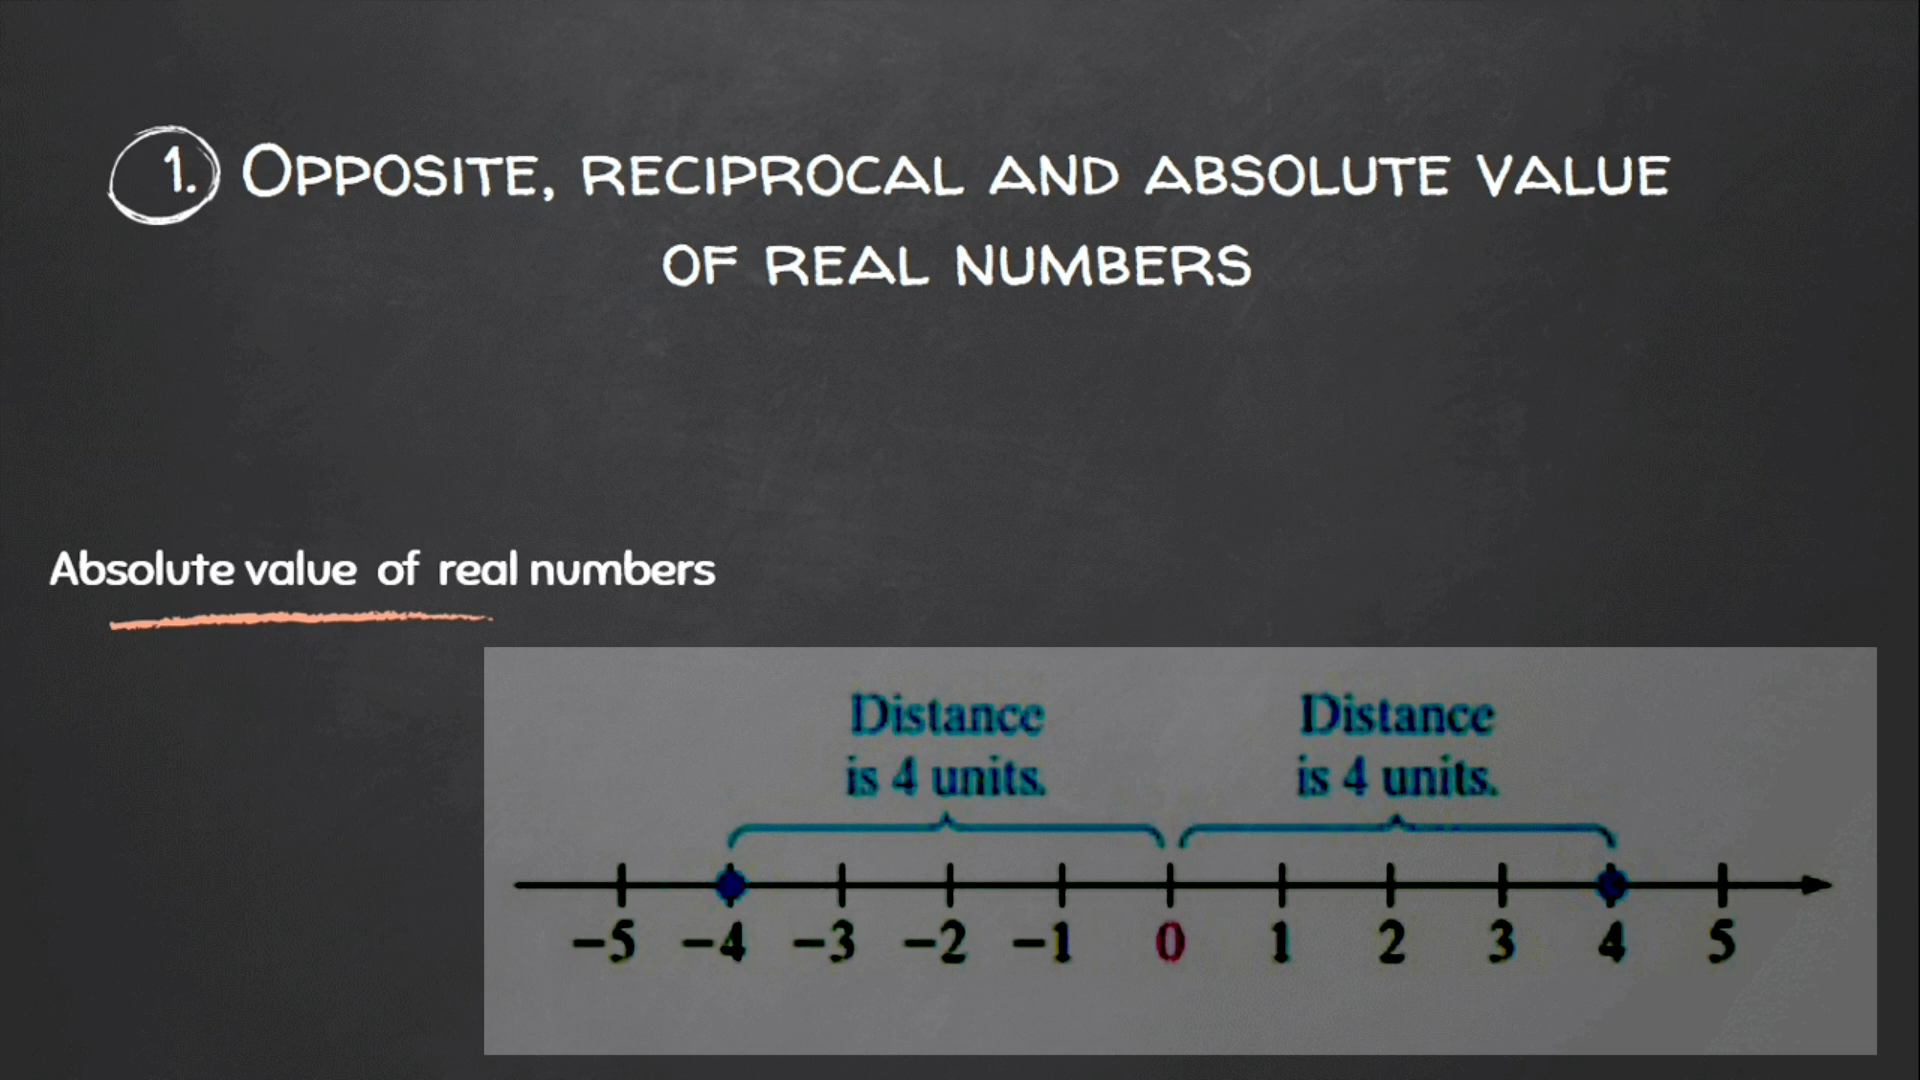 1. OPPOSITE, RECIPROCAL AND ABSOLUTE VALUE
OF REAL NUMBERS
Absolute value of real numbers
Distance Distance
is 4 units. is 4 units.
−5 −4 −3 −2 −1 0 1 2 3 4 5